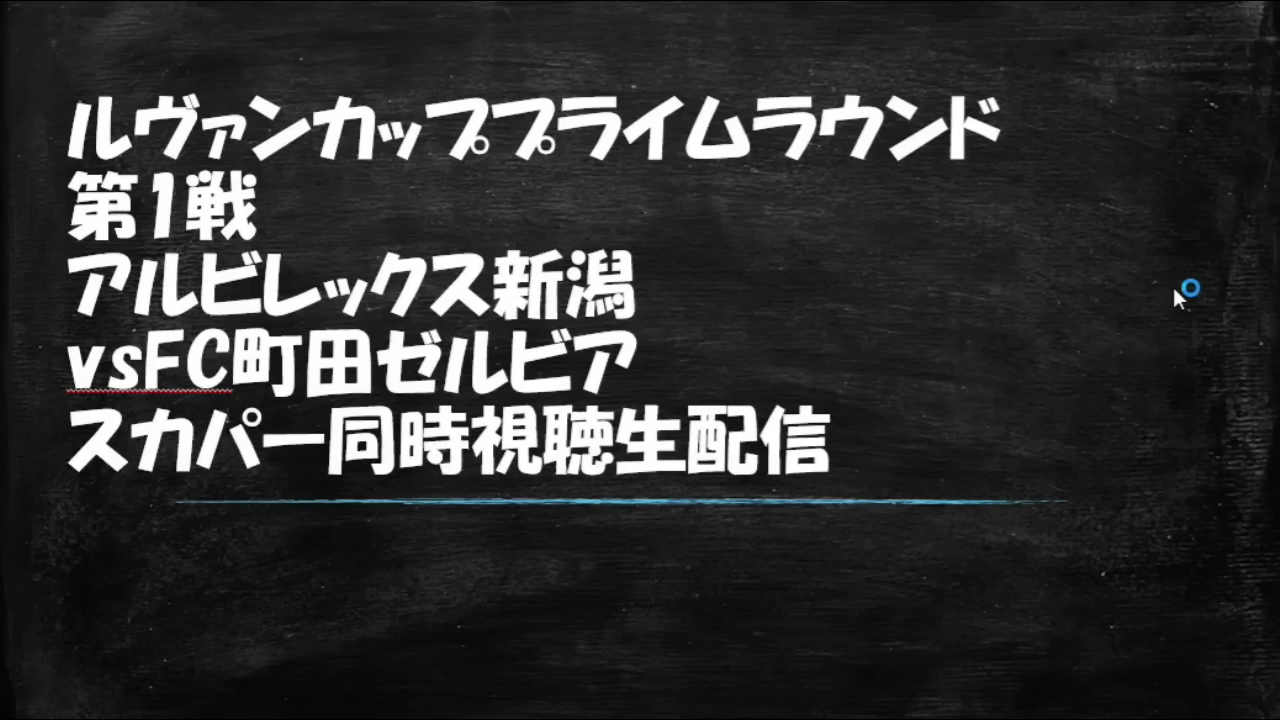 ルヴァンカッププライムラウンド
第1戦
アルビレックス新潟
vsFC町田ゼルビア
スカパー同時視聴生配信